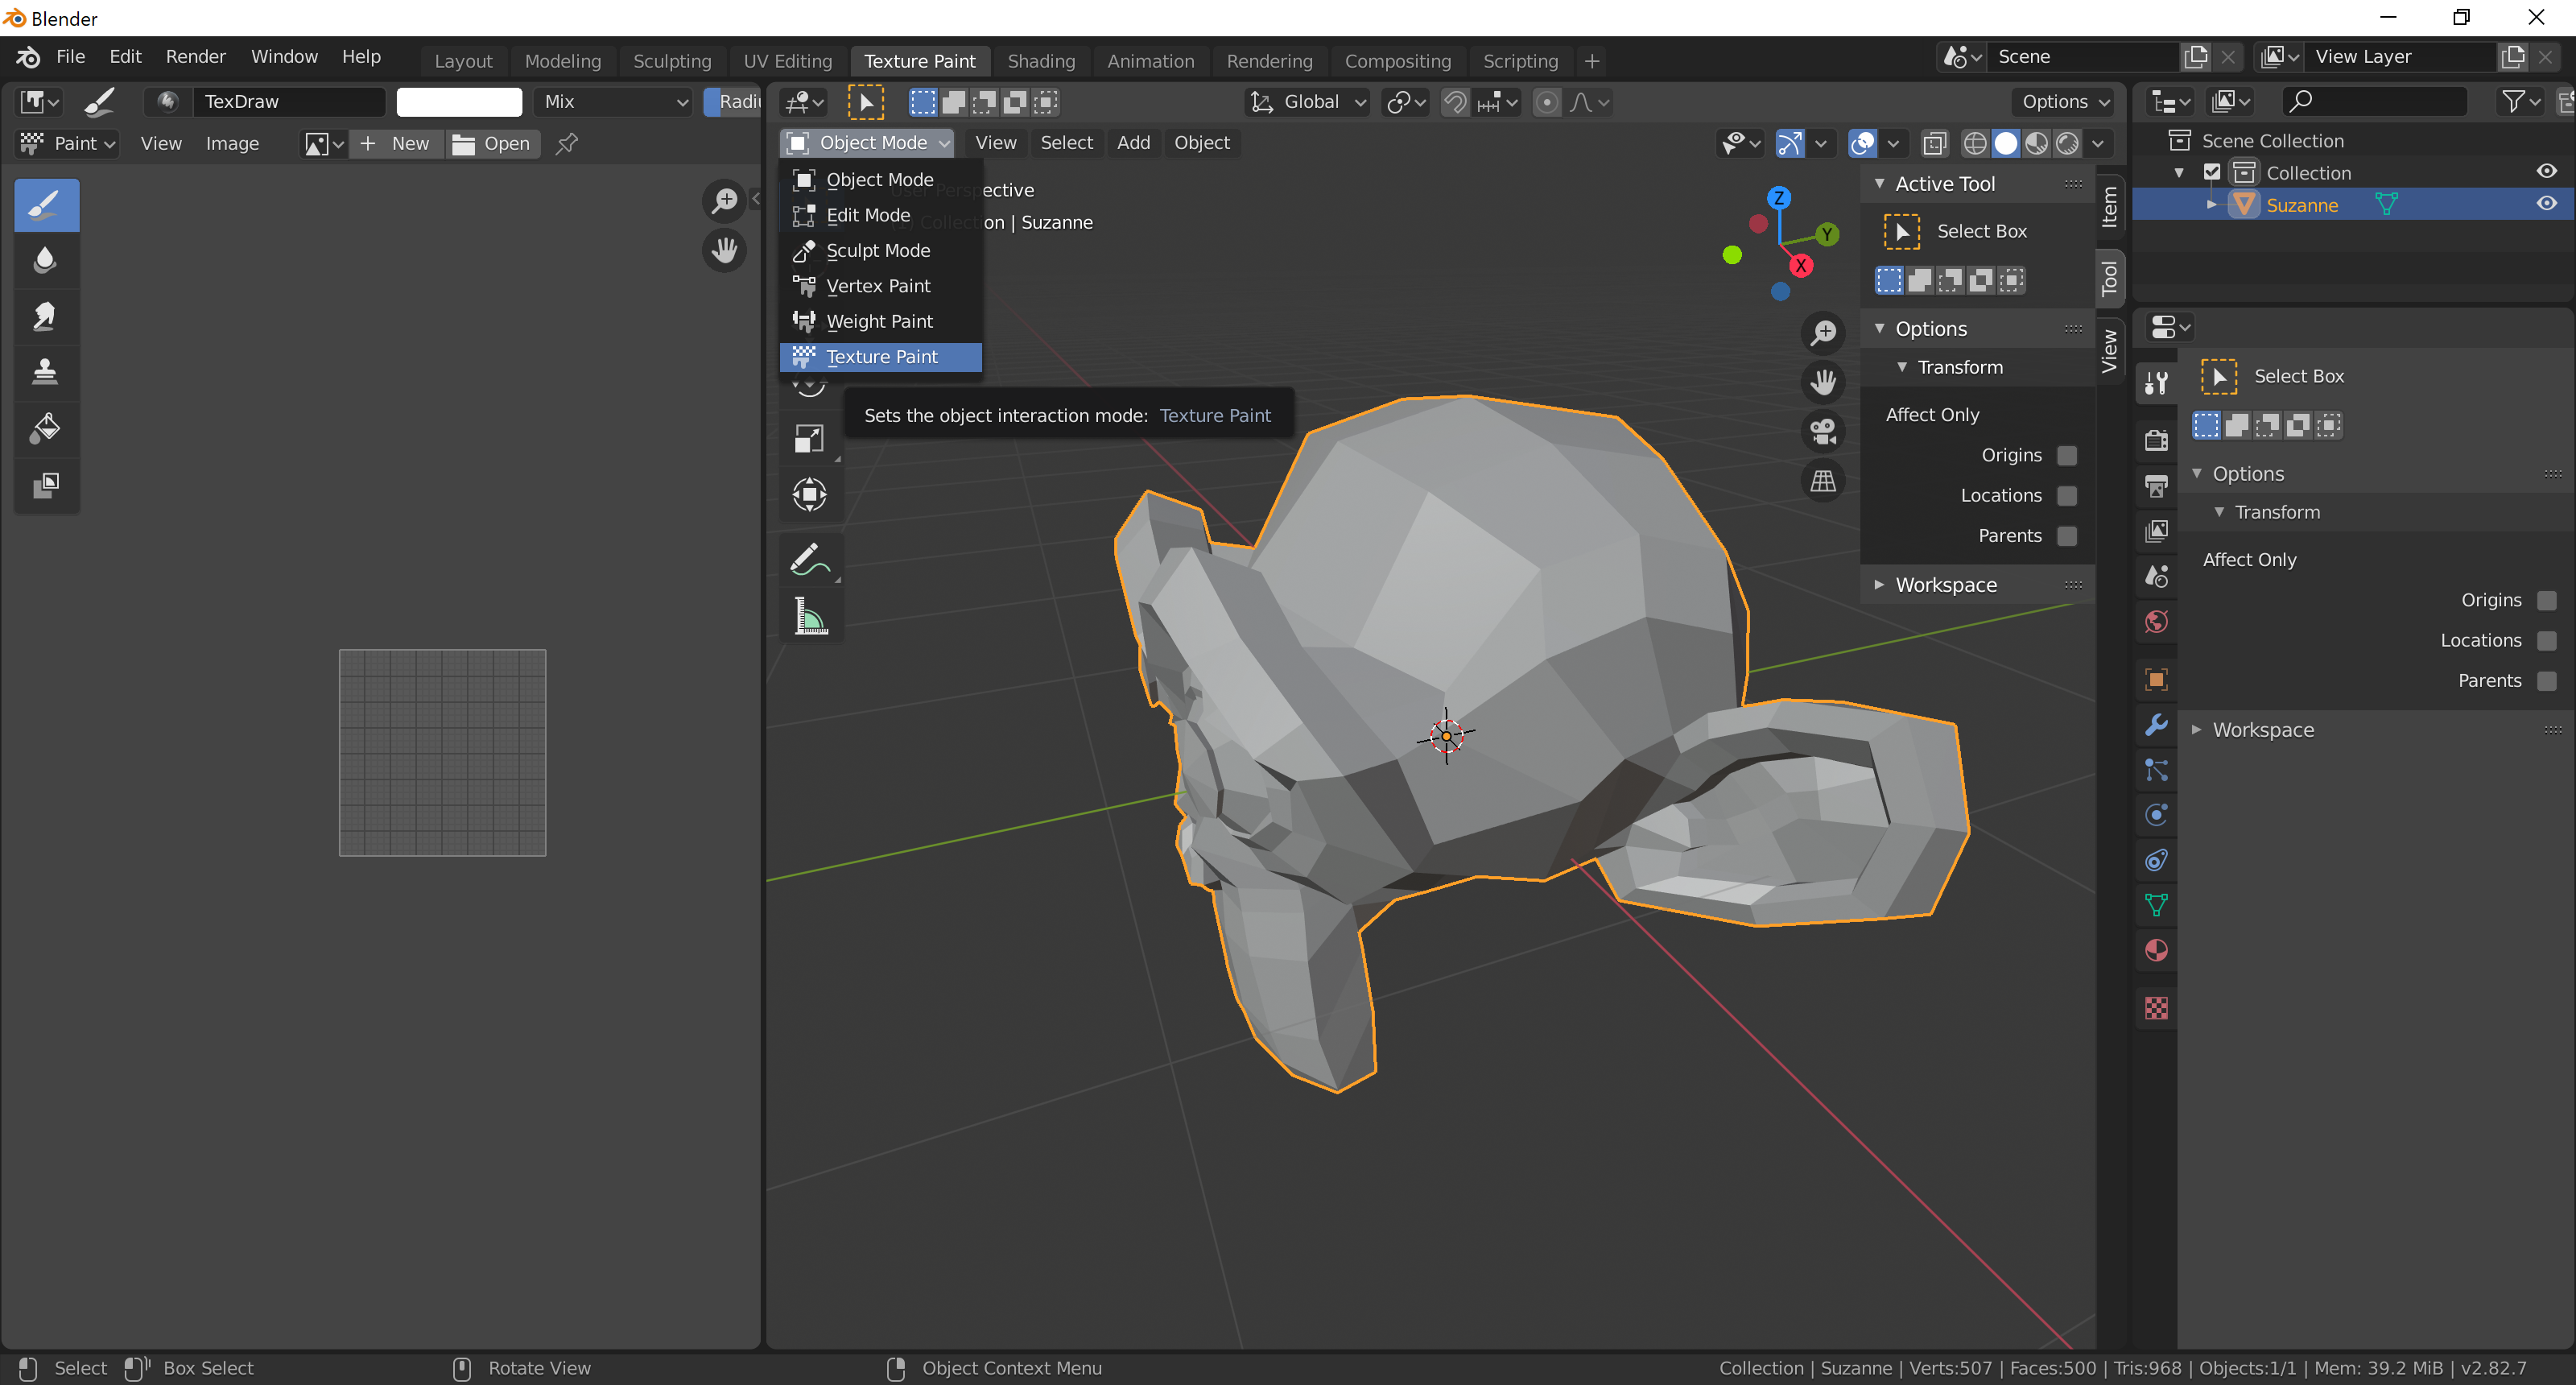 Blender
File Edit Render Window Help Layout Modeling Sculpting UV Editing Texture Paint Shading Animation Rendering Compositing Scripting + Scene View Layer
TexDraw Mix Radiu Global Options
Paint View Image + New Open Object Mode View Select Add Object
Object Mode
Edit Mode
Sculpt Mode
Vertex Paint
Weight Paint
Texture Paint
Sets the object interaction mode: Texture Paint
User Perspective
(1) Collection | Suzanne
Z
Y
X
Active Tool
Select Box
Options
Transform
Affect Only
Origins
Locations
Parents
Workspace
Item
Tool
View
Scene Collection
Collection
Suzanne
Select Box
Options
Transform
Affect Only
Origins
Locations
Parents
Workspace
Select Box Select Rotate View Object Context Menu Collection | Suzanne | Verts:507 | Faces:500 | Tris:968 | Objects:1/1 | Mem: 39.2 MiB | v2.82.7